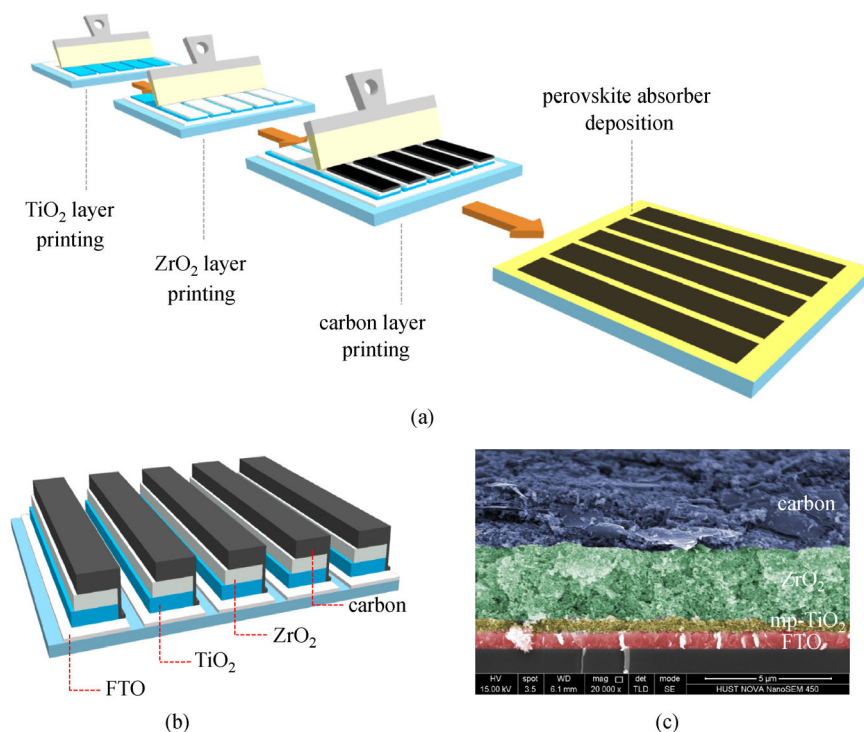 TiO₂ layer
printing
ZrO₂ layer
printing
carbon layer
printing
perovskite absorber
deposition
(a)
carbon
ZrO₂
TiO₂
FTO
(b)
carbon
ZrO₂
mp-TiO₂
FTO
HV spot WD mag □ det mode
15.00 kV 3.5 6.1 mm 20 000 x TLD SE
5 μm
HUST NOVA NanoSEM 450
(c)